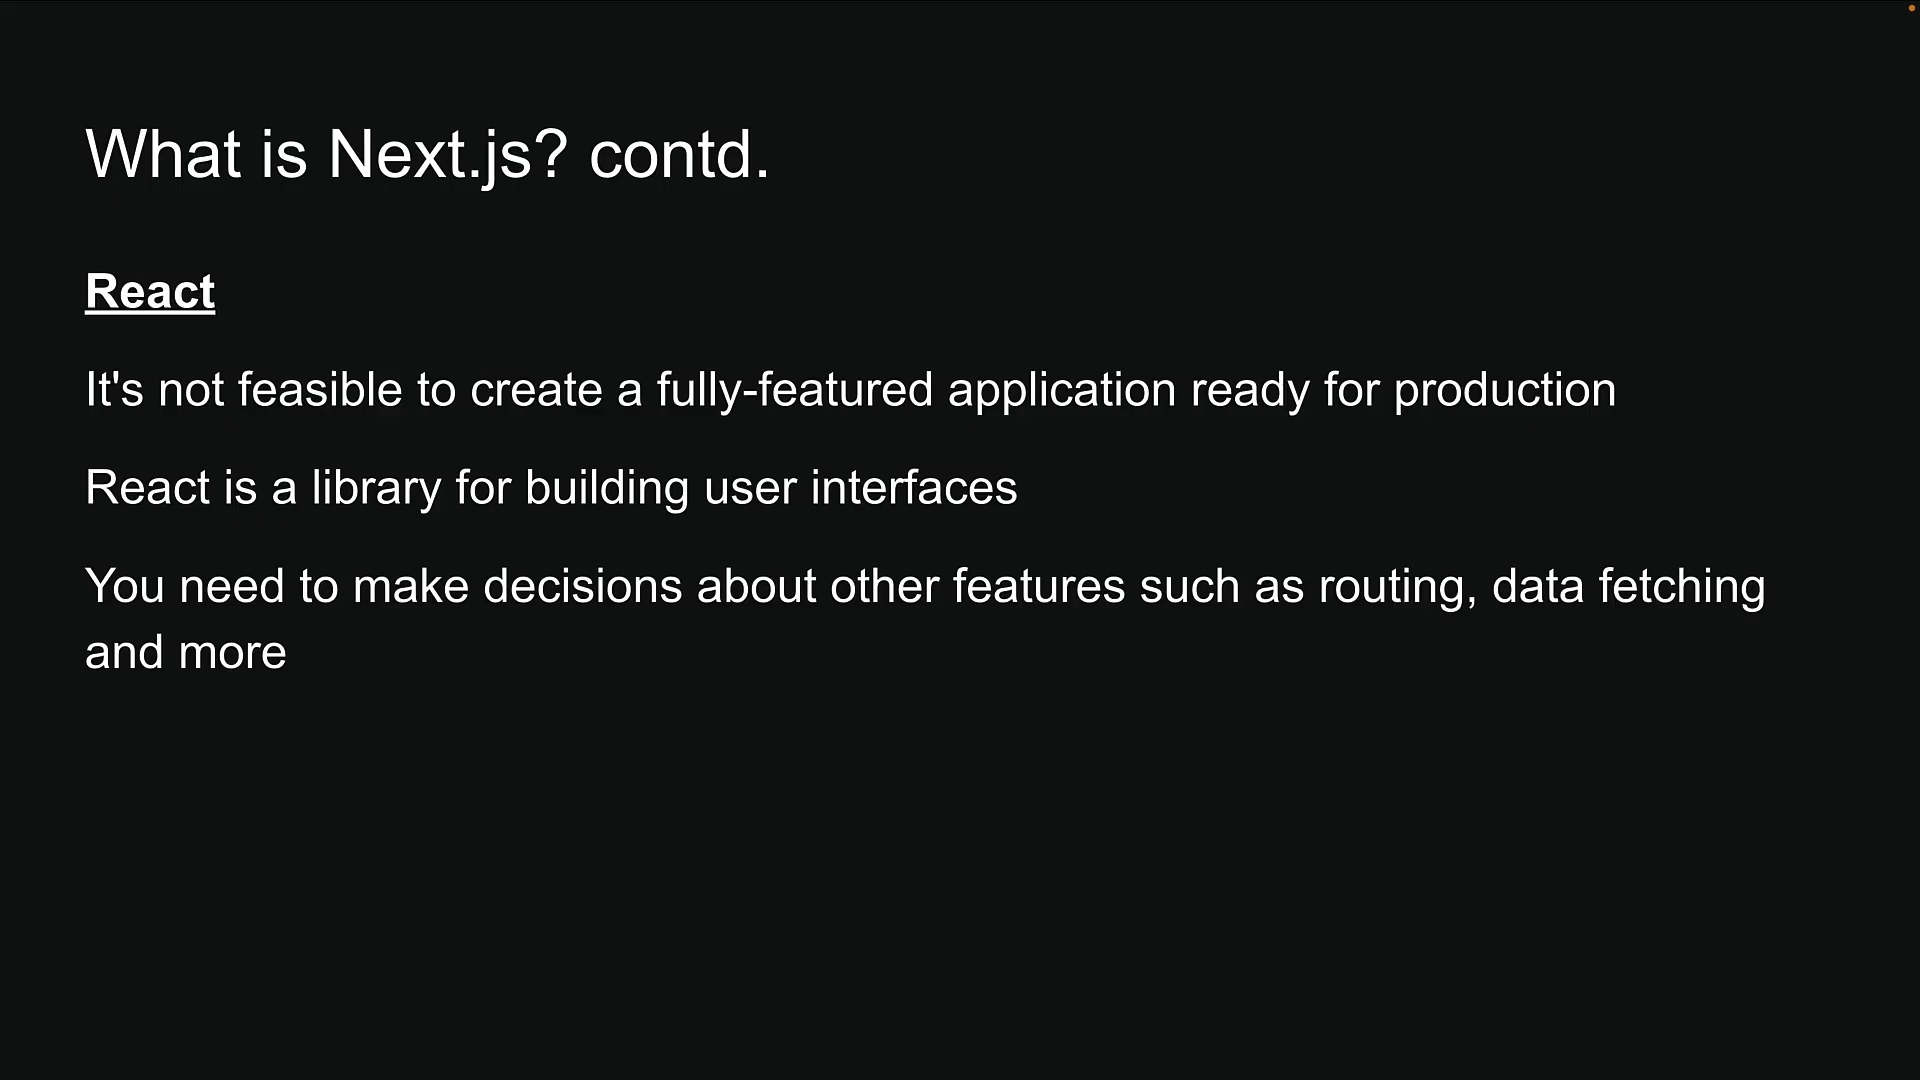 What is Next.js? contd.
React
It's not feasible to create a fully-featured application ready for production
React is a library for building user interfaces
You need to make decisions about other features such as routing, data fetching
and more